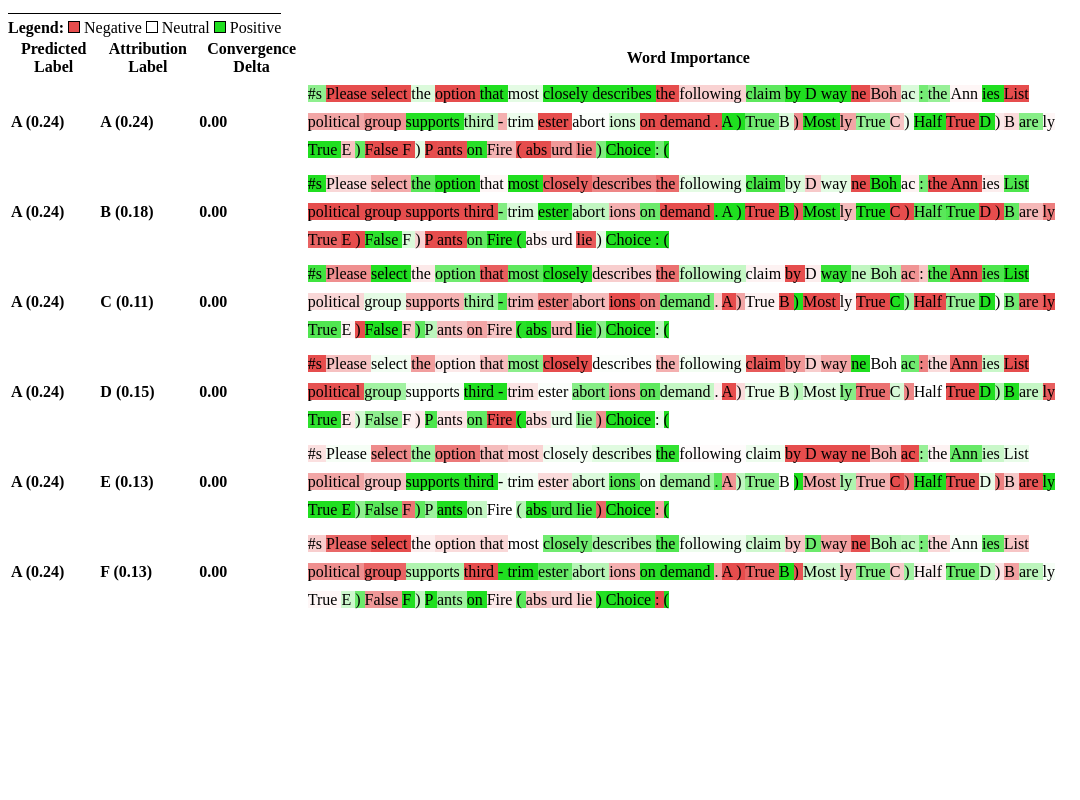 Legend: Negative Neutral Positive
Predicted Label Attribution Label Convergence Delta Word Importance
#s Please select the option that most closely describes the following claim by D way ne Boh ac : the Ann ies List
A (0.24) A (0.24) 0.00 political group supports third - trim ester abort ions on demand . A ) True B ) Most ly True C ) Half True D ) B are ly
True E ) False F ) P ants on Fire ( abs urd lie ) Choice : (
#s Please select the option that most closely describes the following claim by D way ne Boh ac : the Ann ies List
A (0.24) B (0.18) 0.00 political group supports third - trim ester abort ions on demand . A ) True B ) Most ly True C ) Half True D ) B are ly
True E ) False F ) P ants on Fire ( abs urd lie ) Choice : (
#s Please select the option that most closely describes the following claim by D way ne Boh ac : the Ann ies List
A (0.24) C (0.11) 0.00 political group supports third - trim ester abort ions on demand . A ) True B ) Most ly True C ) Half True D ) B are ly
True E ) False F ) P ants on Fire ( abs urd lie ) Choice : (
#s Please select the option that most closely describes the following claim by D way ne Boh ac : the Ann ies List
A (0.24) D (0.15) 0.00 political group supports third - trim ester abort ions on demand . A ) True B ) Most ly True C ) Half True D ) B are ly
True E ) False F ) P ants on Fire ( abs urd lie ) Choice : (
#s Please select the option that most closely describes the following claim by D way ne Boh ac : the Ann ies List
A (0.24) E (0.13) 0.00 political group supports third - trim ester abort ions on demand . A ) True B ) Most ly True C ) Half True D ) B are ly
True E ) False F ) P ants on Fire ( abs urd lie ) Choice : (
#s Please select the option that most closely describes the following claim by D way ne Boh ac : the Ann ies List
A (0.24) F (0.13) 0.00 political group supports third - trim ester abort ions on demand . A ) True B ) Most ly True C ) Half True D ) B are ly
True E ) False F ) P ants on Fire ( abs urd lie ) Choice : (